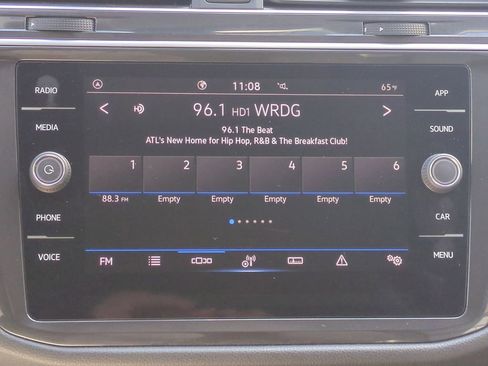 RADIO
MEDIA
PHONE
VOICE
11:08
65°F
HD
96.1 HD1 WRDG
96.1 The Beat
ATL's New Home for Hip Hop, R&B & The Breakfast Club!
1 2 3 4 5 6
88.3 FM Empty Empty Empty Empty Empty
FM
APP
SOUND
CAR
MENU